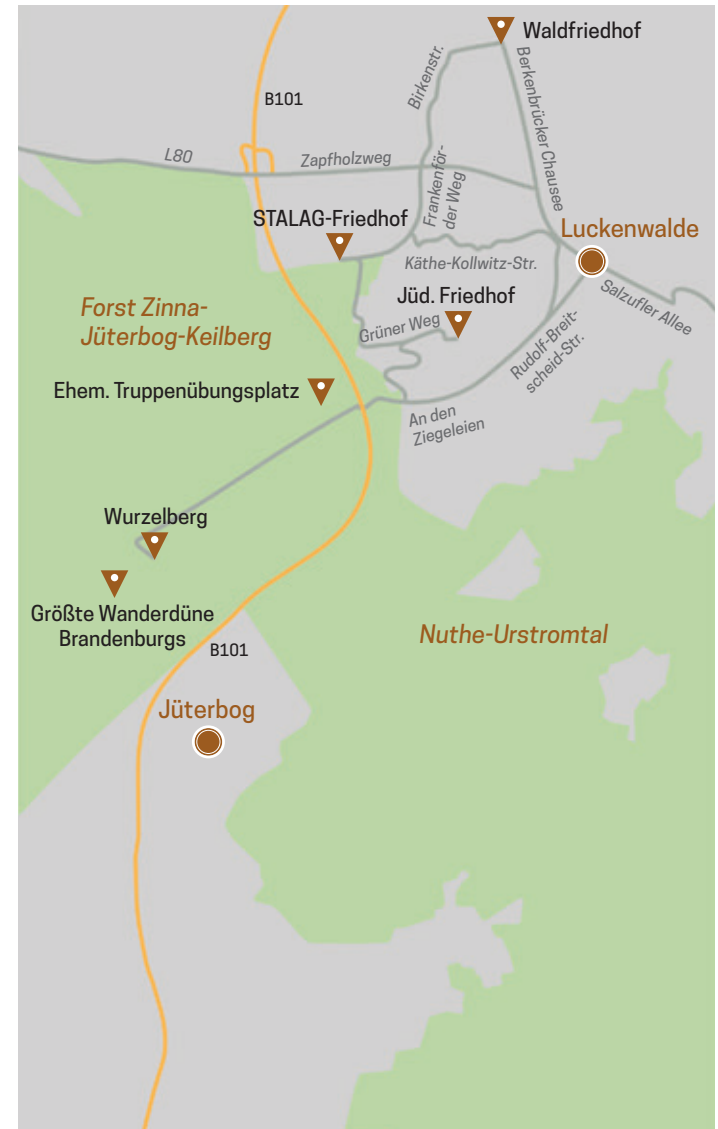 Waldfriedhof
Birkenstr.
B101
Berkenbrücker Chausee
L80
Zapfholzweg
Frankenför-
der Weg
STALAG-Friedhof
Luckenwalde
Käthe-Kollwitz-Str.
Jüd. Friedhof
Salzufler Allee
Forst Zinna-
Jüterbog-Keilberg
Grüner Weg
Rudolf-Breit-
scheid-Str.
Ehem. Truppenübungsplatz
An den
Ziegeleien
Wurzelberg
Größte Wanderdüne
Brandenburgs
Nuthe-Urstromtal
B101
Jüterbog